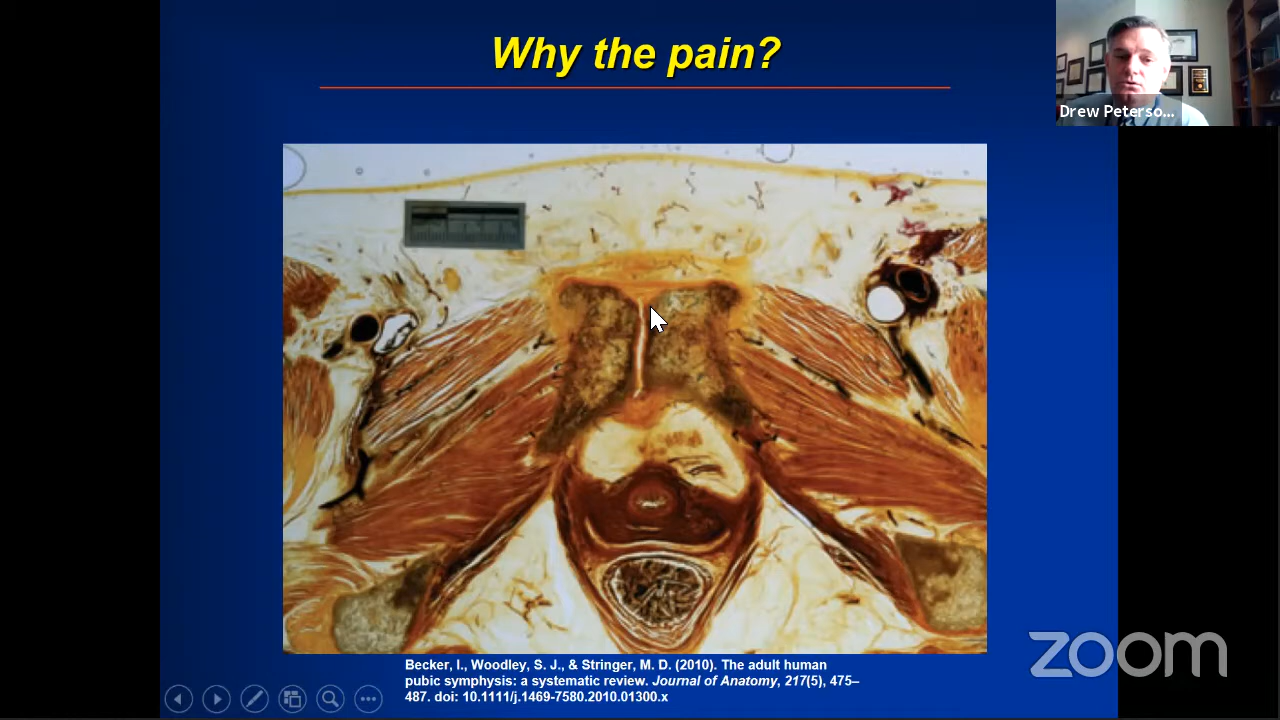 Why the pain?
Drew Peterso...
Becker, I., Woodley, S. J., & Stringer, M. D. (2010). The adult human
pubic symphysis: a systematic review. Journal of Anatomy, 217(5), 475–
487. doi: 10.1111/j.1469-7580.2010.01300.x
zoom